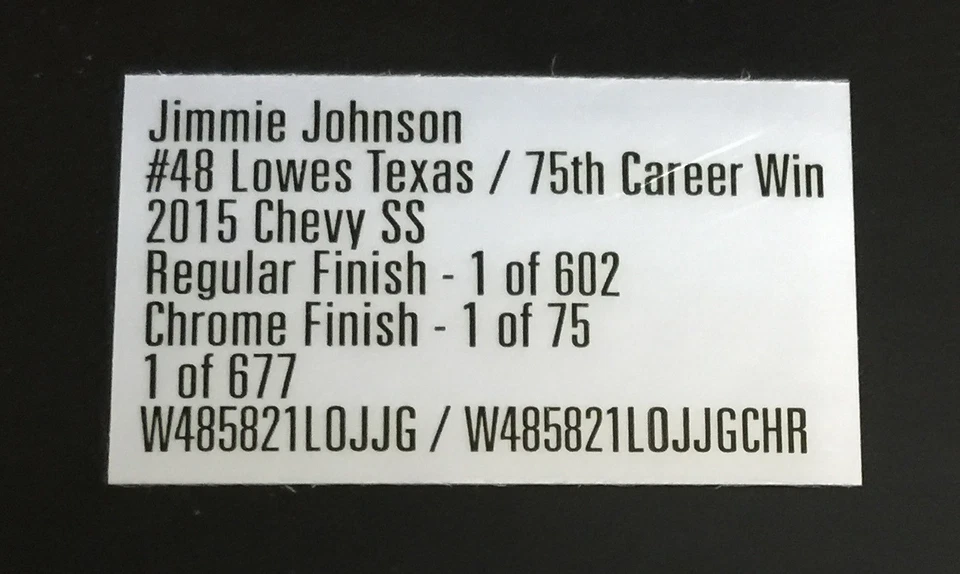 Jimmie Johnson
#48 Lowes Texas / 75th Career Win
2015 Chevy SS
Regular Finish - 1 of 602
Chrome Finish - 1 of 75
1 of 677
W485821LOJJG / W485821LOJJGCHR